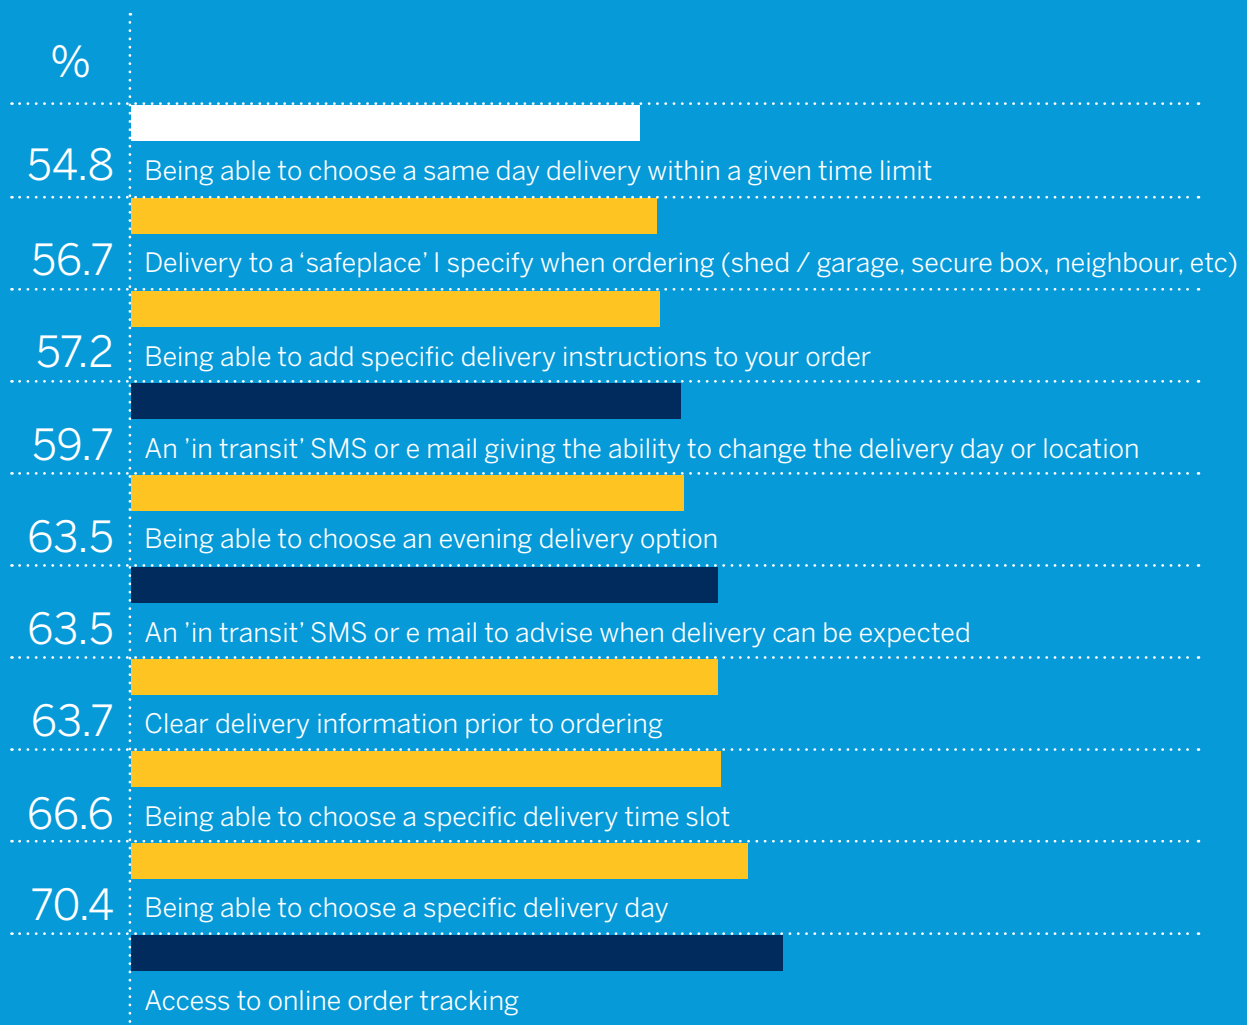 %
54.8 Being able to choose a same day delivery within a given time limit
56.7 Delivery to a ‘safeplace’ I specify when ordering (shed / garage, secure box, neighbour, etc)
57.2 Being able to add specific delivery instructions to your order
59.7 An ’in transit’ SMS or e mail giving the ability to change the delivery day or location
63.5 Being able to choose an evening delivery option
63.5 An ’in transit’ SMS or e mail to advise when delivery can be expected
63.7 Clear delivery information prior to ordering
66.6 Being able to choose a specific delivery time slot
70.4 Being able to choose a specific delivery day
Access to online order tracking